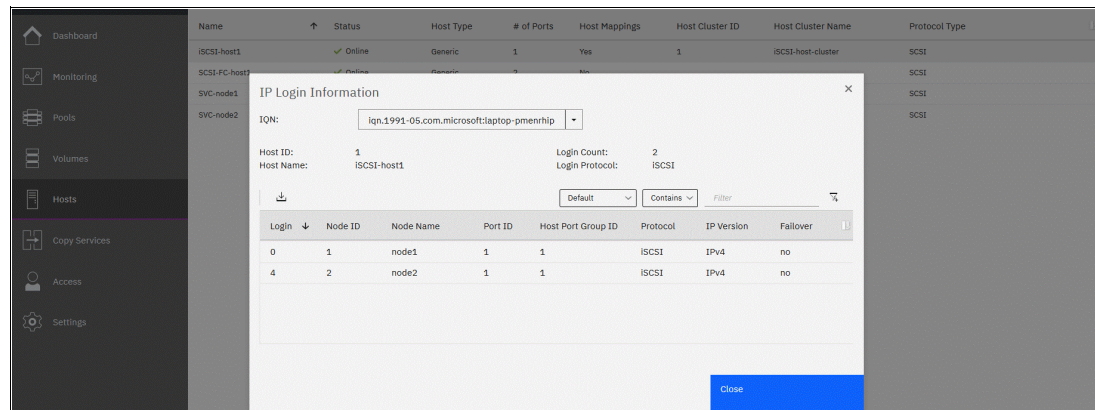 Name Status Host Type # of Ports Host Mappings Host Cluster ID Host Cluster Name Protocol Type
Dashboard
iSCSI-host1 Online Generic 1 Yes 1 iSCSI-host-cluster SCSI
SCSI-FC-host1 Online Generic 2 No SCSI
Monitoring
SVC-node1 SCSI
IP Login Information
SVC-node2 SCSI
Pools
IQN: iqn.1991-05.com.microsoft:laptop-pmenrhip
Volumes
Host ID: 1 Login Count: 2
Host Name: iSCSI-host1 Login Protocol: iSCSI
Hosts
Default Contains Filter
Login Node ID Node Name Port ID Host Port Group ID Protocol IP Version Failover
Copy Services
0 1 node1 1 1 iSCSI IPv4 no
4 2 node2 1 1 iSCSI IPv4 no
Access
Settings
Close